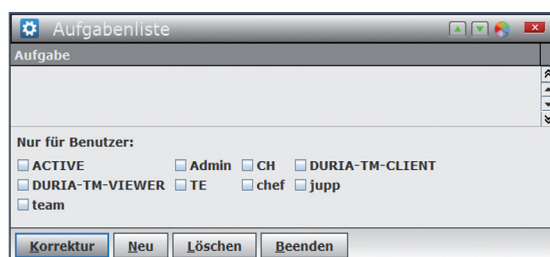 Aufgabenliste
Aufgabe
Nur für Benutzer:
ACTIVE Admin CH DURIA-TM-CLIENT
DURIA-TM-VIEWER TE chef jupp
team
Korrektur Neu Löschen Beenden